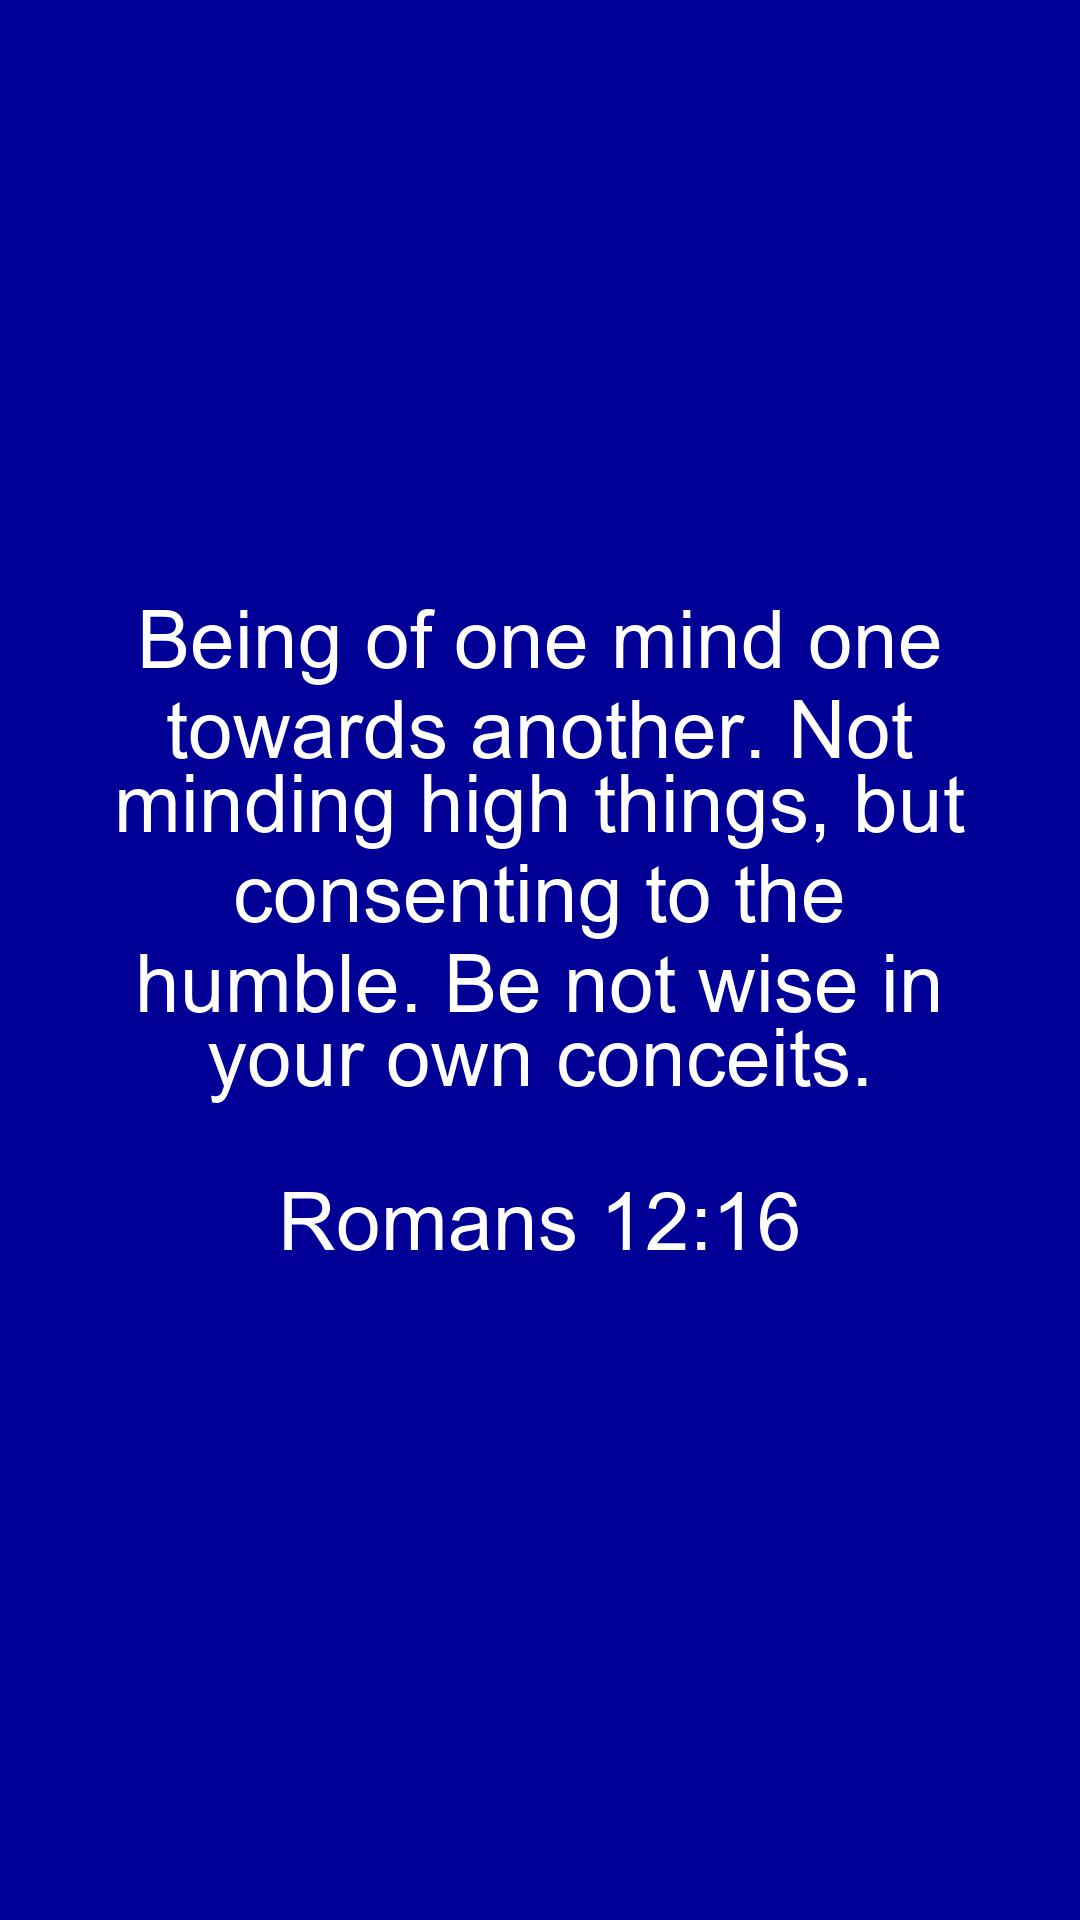 Being of one mind one
towards another. Not
minding high things, but
consenting to the
humble. Be not wise in
your own conceits.
Romans 12:16